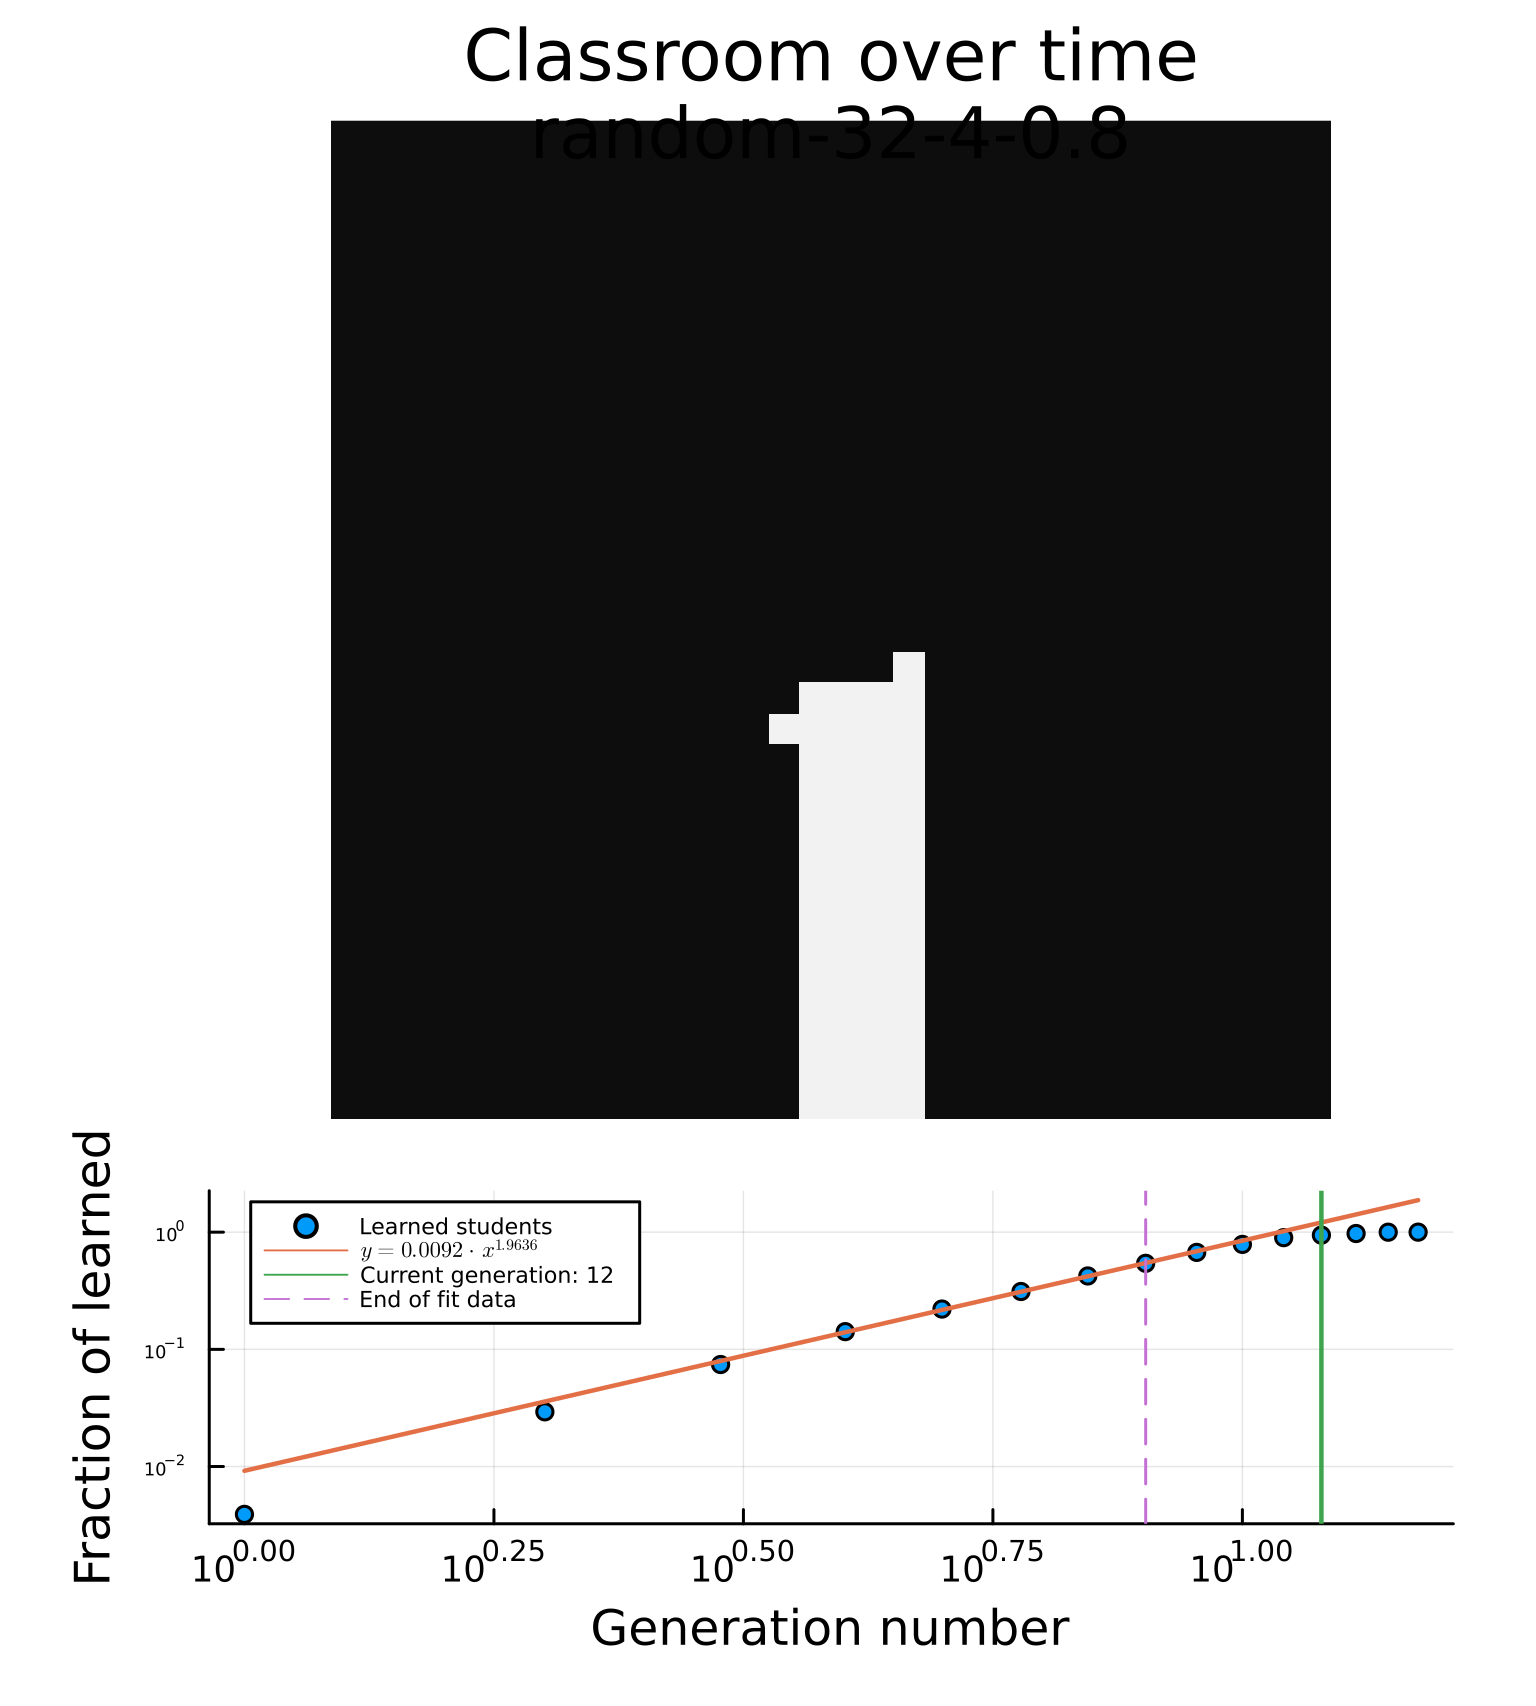 Classroom over time
random-32-4-0.8
Fraction of learned
10⁰
10⁻¹
10⁻²
Learned students
y = 0.0092 · x^1.9636
Current generation: 12
End of fit data
10^0.00 10^0.25 10^0.50 10^0.75 10^1.00
Generation number